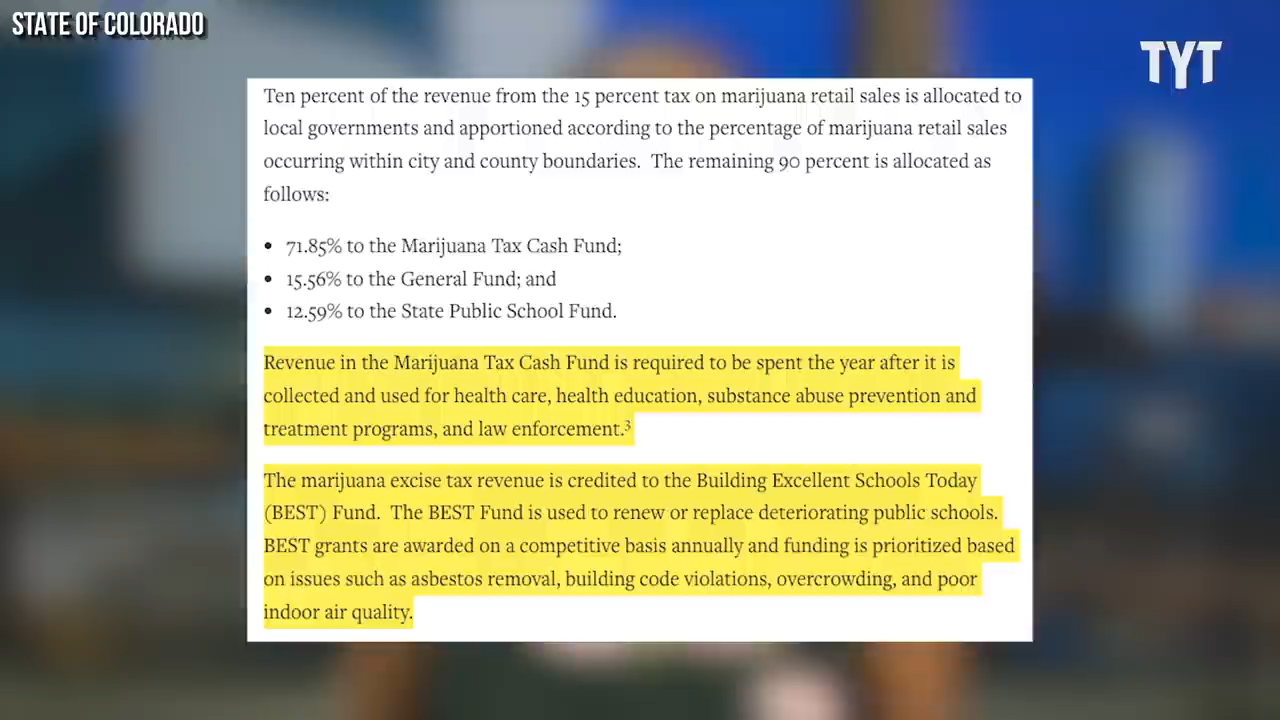 STATE OF COLORADO
TYT
Ten percent of the revenue from the 15 percent tax on marijuana retail sales is allocated to
local governments and apportioned according to the percentage of marijuana retail sales
occurring within city and county boundaries.  The remaining 90 percent is allocated as
follows:
• 71.85% to the Marijuana Tax Cash Fund;
• 15.56% to the General Fund; and
• 12.59% to the State Public School Fund.
Revenue in the Marijuana Tax Cash Fund is required to be spent the year after it is
collected and used for health care, health education, substance abuse prevention and
treatment programs, and law enforcement.³
The marijuana excise tax revenue is credited to the Building Excellent Schools Today
(BEST) Fund.  The BEST Fund is used to renew or replace deteriorating public schools.
BEST grants are awarded on a competitive basis annually and funding is prioritized based
on issues such as asbestos removal, building code violations, overcrowding, and poor
indoor air quality.